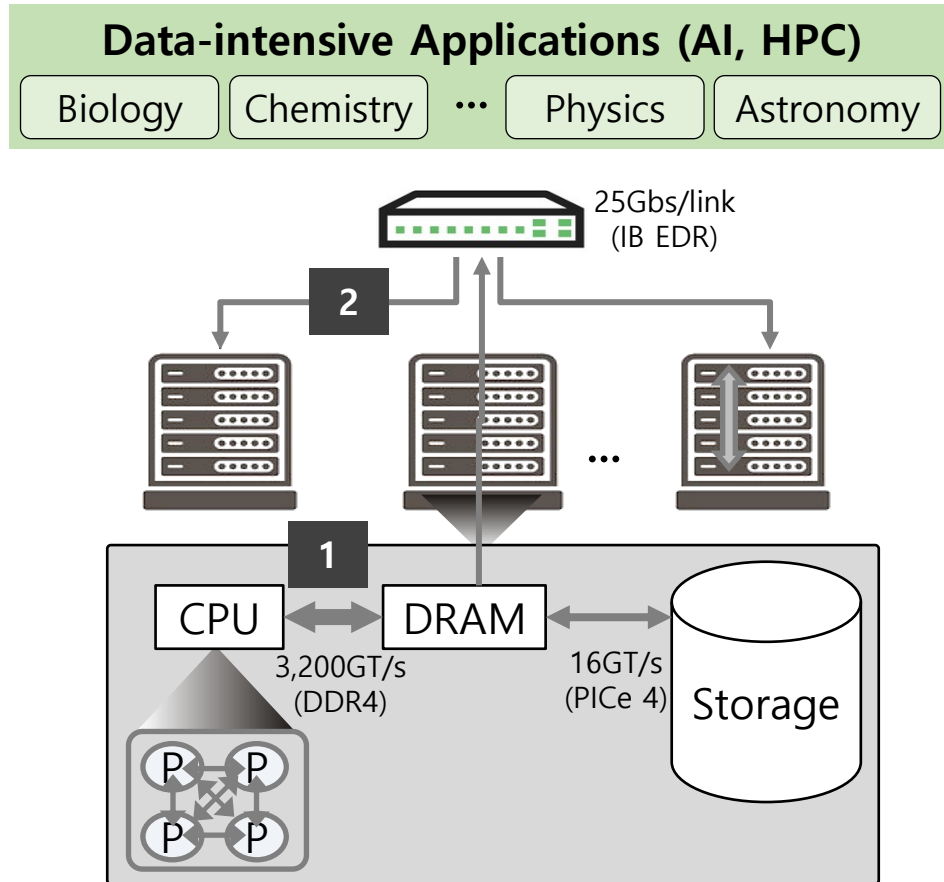 Data-intensive Applications (AI, HPC)
Biology Chemistry ... Physics Astronomy
25Gbs/link
(IB EDR)
2
...
1
CPU DRAM
3,200GT/s
(DDR4)
16GT/s
(PICe 4)
Storage
P P
P P